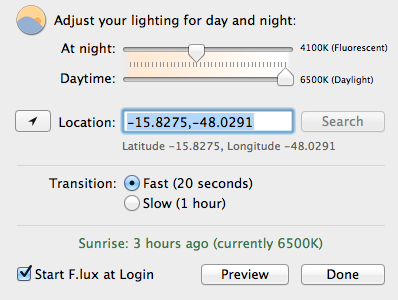 Adjust your lighting for day and night:
At night:
4100K (Fluorescent)
Daytime:
6500K (Daylight)
Location: -15.8275,-48.0291 Search
Latitude -15.8275, Longitude -48.0291
Transition: Fast (20 seconds)
Slow (1 hour)
Sunrise: 3 hours ago (currently 6500K)
Start F.lux at Login Preview Done